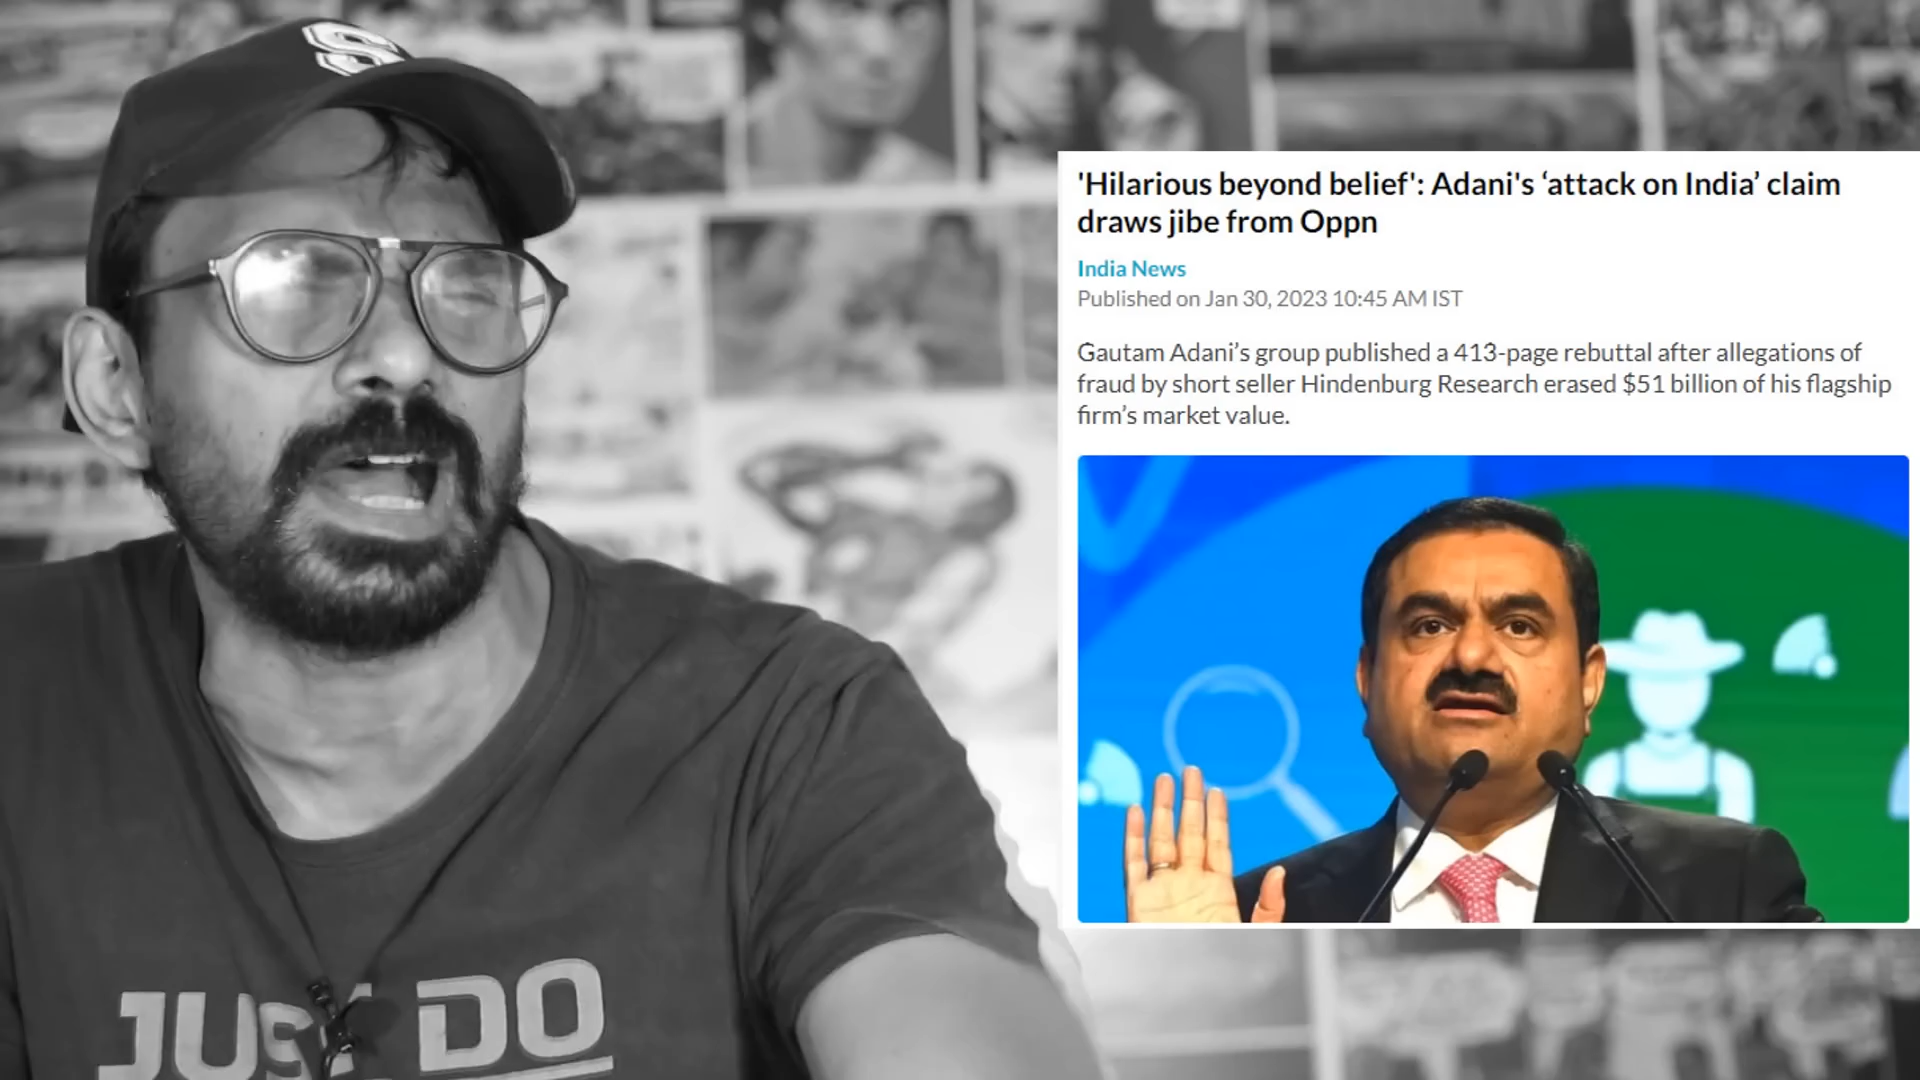 S
'Hilarious beyond belief': Adani's ‘attack on India’ claim
draws jibe from Oppn
India News
Published on Jan 30, 2023 10:45 AM IST
Gautam Adani’s group published a 413-page rebuttal after allegations of
fraud by short seller Hindenburg Research erased $51 billion of his flagship
firm’s market value.
JUST DO